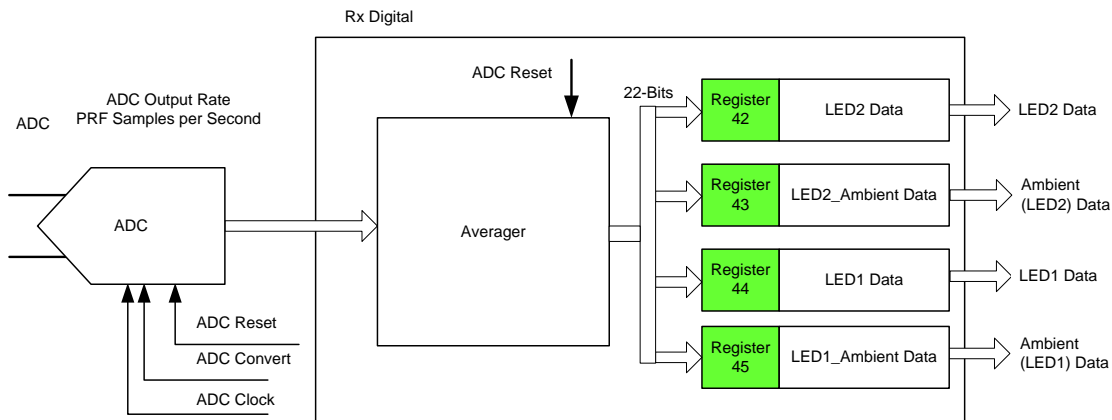 Rx Digital
ADC Reset
ADC Output Rate
PRF Samples per Second
ADC
22-Bits
Register
42
LED2 Data
LED2 Data
Register
43
LED2_Ambient Data
Ambient
(LED2) Data
ADC
Averager
Register
44
LED1 Data
LED1 Data
Register
45
LED1_Ambient Data
Ambient
(LED1) Data
ADC Reset
ADC Convert
ADC Clock